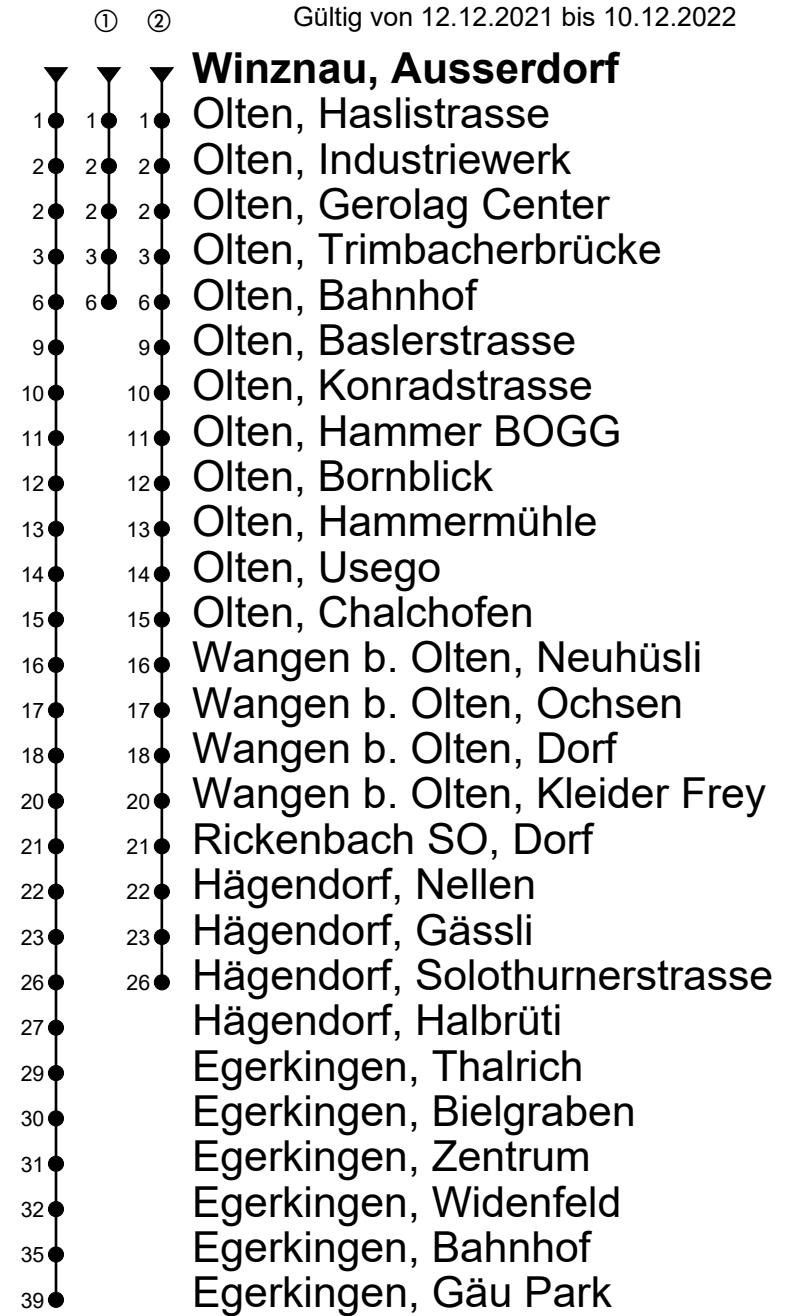 ① ② Gültig von 12.12.2021 bis 10.12.2022
Winznau, Ausserdorf
1 1 1 Olten, Haslistrasse
2 2 2 Olten, Industriewerk
2 2 2 Olten, Gerolag Center
3 3 3 Olten, Trimbacherbrücke
6 6 6 Olten, Bahnhof
9 9 Olten, Baslerstrasse
10 10 Olten, Konradstrasse
11 11 Olten, Hammer BOGG
12 12 Olten, Bornblick
13 13 Olten, Hammermühle
14 14 Olten, Usego
15 15 Olten, Chalchofen
16 16 Wangen b. Olten, Neuhüsli
17 17 Wangen b. Olten, Ochsen
18 18 Wangen b. Olten, Dorf
20 20 Wangen b. Olten, Kleider Frey
21 21 Rickenbach SO, Dorf
22 22 Hägendorf, Nellen
23 23 Hägendorf, Gässli
26 26 Hägendorf, Solothurnerstrasse
27 Hägendorf, Halbrüti
29 Egerkingen, Thalrich
30 Egerkingen, Bielgraben
31 Egerkingen, Zentrum
32 Egerkingen, Widenfeld
35 Egerkingen, Bahnhof
39 Egerkingen, Gäu Park